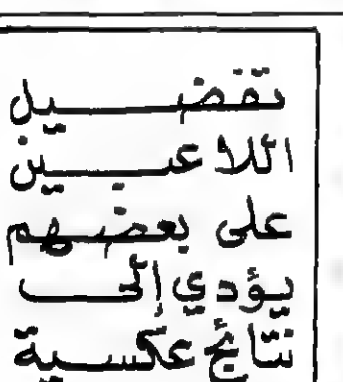 تفضيل
اللاعبين
على بعضهم
يؤدي إلى
نتائج عكسية